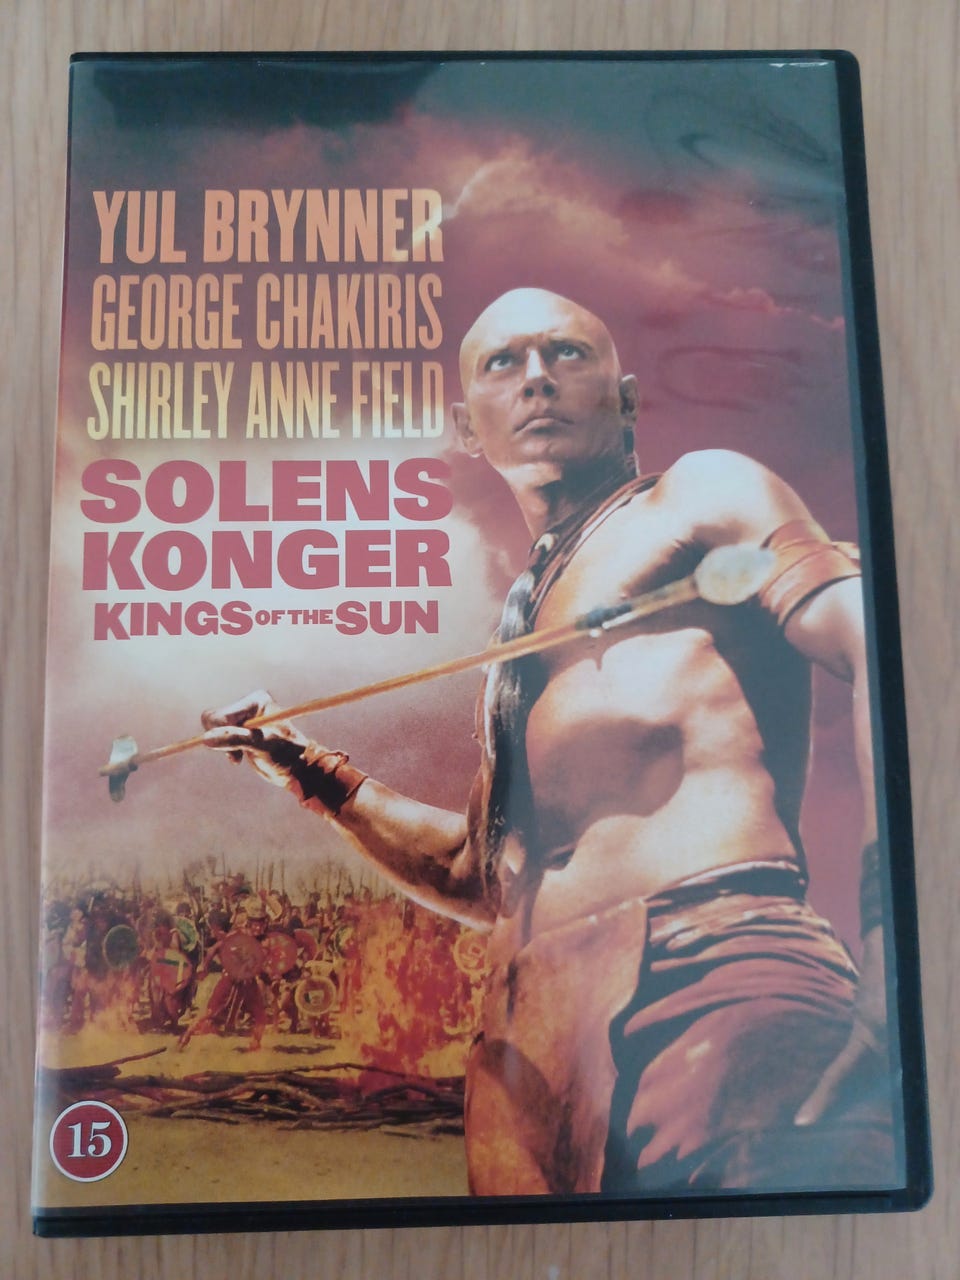 YUL BRYNNER
GEORGE CHAKIRIS
SHIRLEY ANNE FIELD
SOLENS
KONGER
KINGS OF THE SUN
15